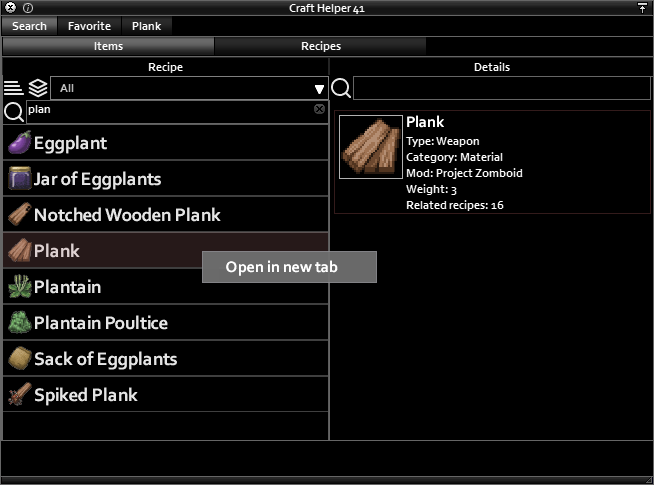 Craft Helper 41
Search Favorite Plank
Items Recipes
Recipe Details
All
plan
Eggplant
Jar of Eggplants
Notched Wooden Plank
Plank
Plantain
Plantain Poultice
Sack of Eggplants
Spiked Plank
Open in new tab
Plank
Type: Weapon
Category: Material
Mod: Project Zomboid
Weight: 3
Related recipes: 16